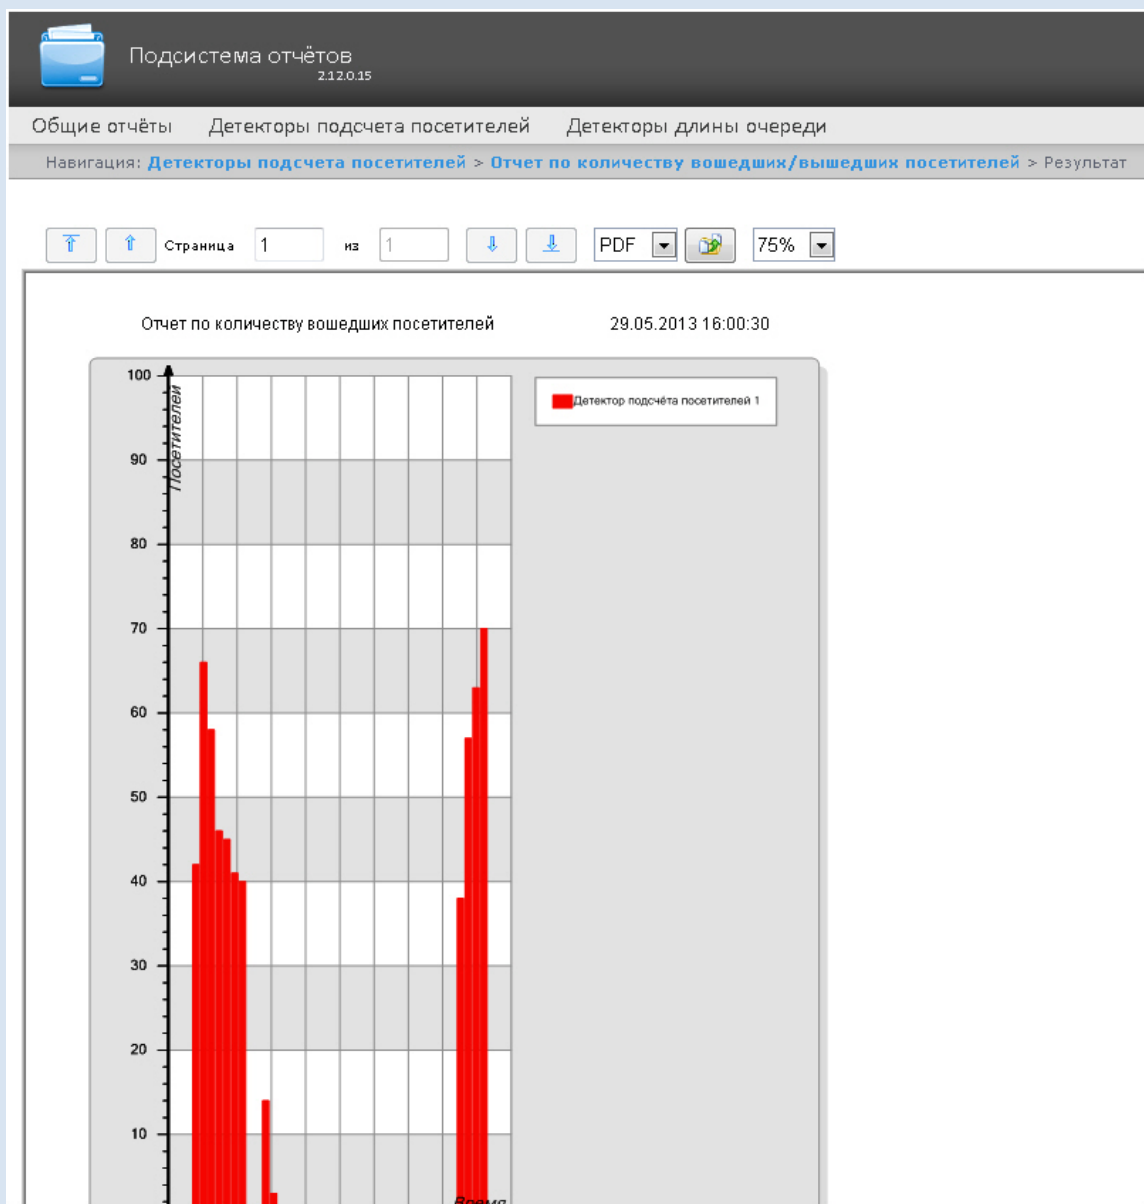 Подсистема отчётов
2.12.0.15
Общие отчёты Детекторы подсчета посетителей Детекторы длины очереди
Навигация: Детекторы подсчета посетителей > Отчет по количеству вошедших/вышедших посетителей > Результат
Страница 1 из 1 PDF 75%
Отчет по количеству вошедших посетителей 29.05.2013 16:00:30
100
Посетителей
Детектор подсчёта посетителей 1
90
80
70
60
50
40
30
20
10
Время